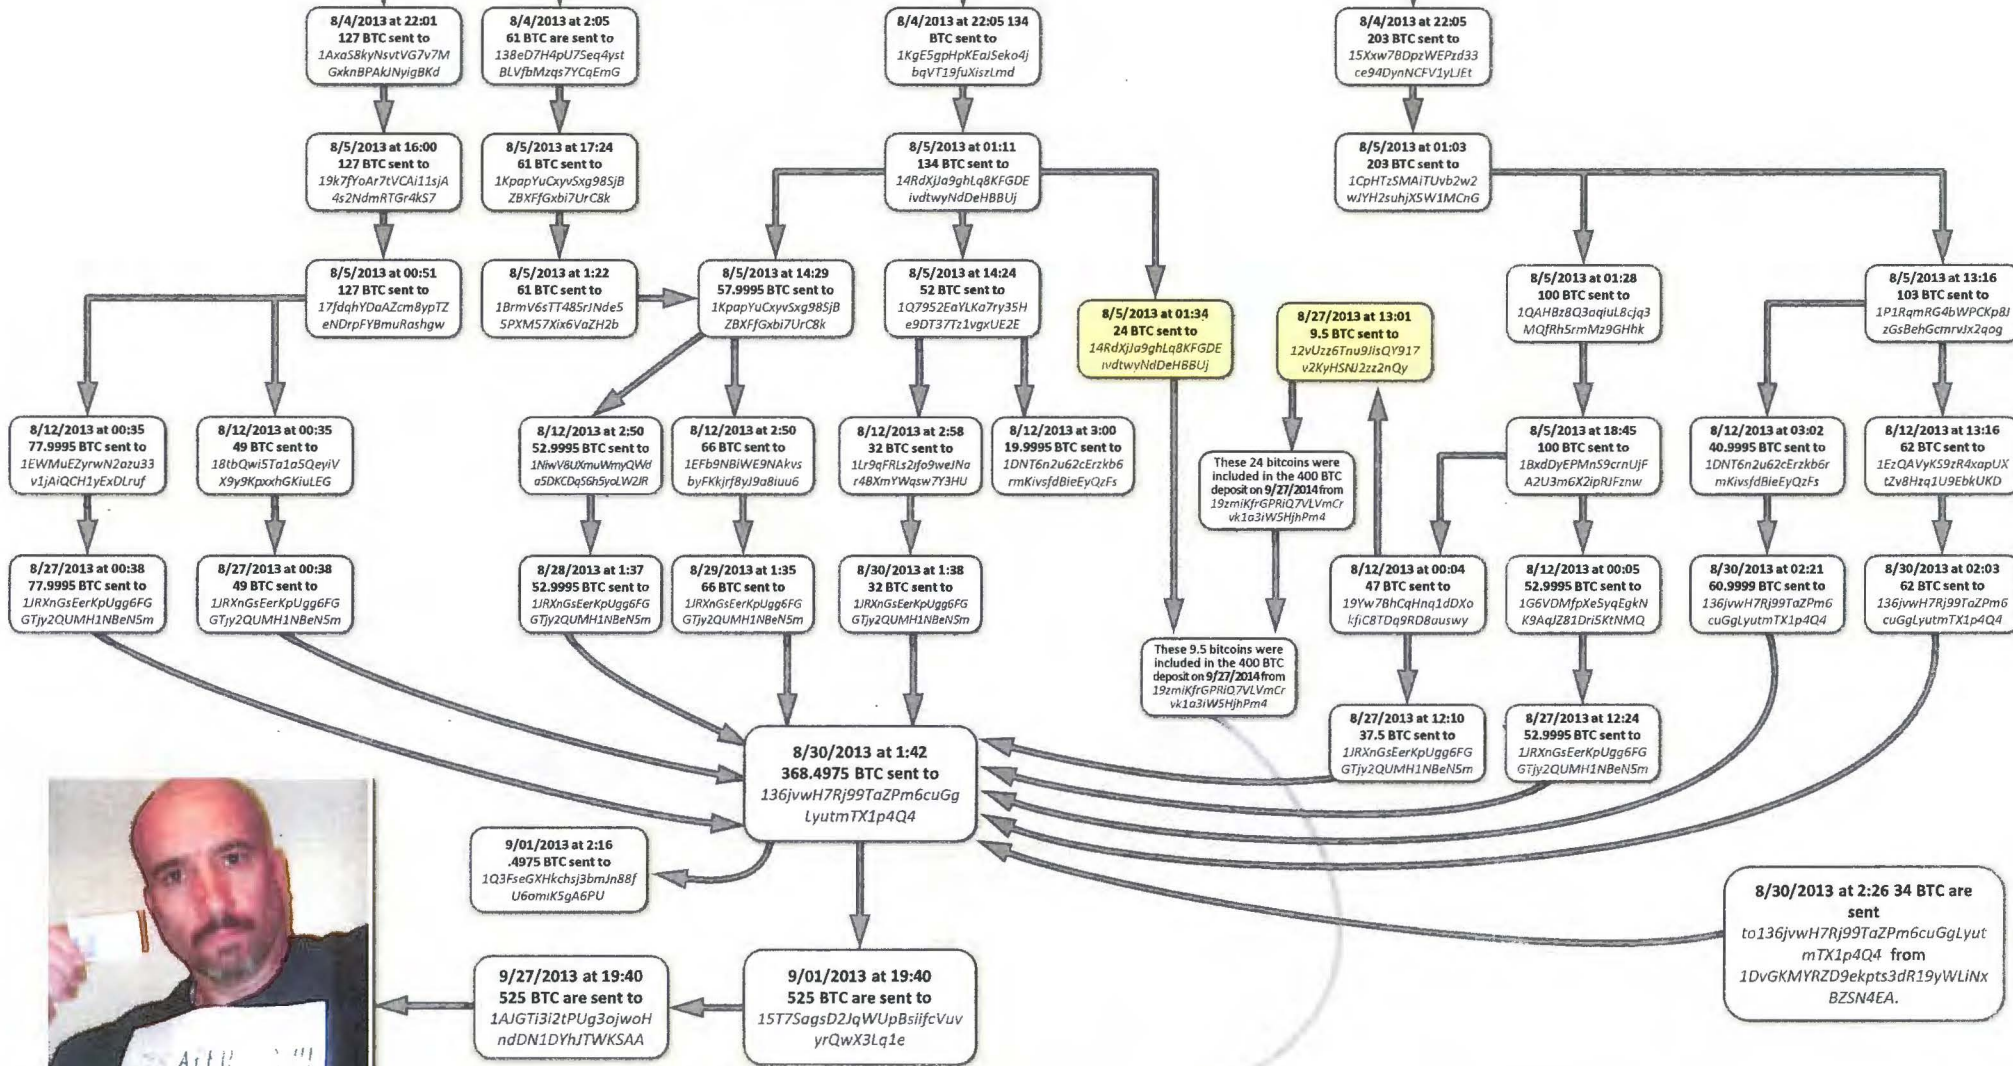 8/4/2013 at 22:01
127 BTC sent to
1AxaS8kyNsvtVG7v7M
GxknBPAkJNyigBKd
8/4/2013 at 2:05
61 BTC are sent to
138eD7H4pU7Seq4yst
BLVfbMzqs7YCqEmG
8/4/2013 at 22:05 134
BTC sent to
1KgE5gpHpKEaJSeko4j
bqVT19fuXiszLmd
8/4/2013 at 22:05
203 BTC sent to
15Xxw7BDpzWEPzd33
ce94DynNCFV1yLJEt
8/5/2013 at 16:00
127 BTC sent to
19k7fYoAr7tVCAi11sjA
4s2NdmRTGr4kS7
8/5/2013 at 17:24
61 BTC sent to
1KpapYuCxyvSxg98SjB
ZBXFfGxbi7UrC8k
8/5/2013 at 01:11
134 BTC sent to
14RdXjJa9ghLq8KFGDE
ivdtwyNdDeHBBUj
8/5/2013 at 01:03
203 BTC sent to
1CpHTzSMAiTUvb2w2
wJYH2suhjXSW1MCnG
8/5/2013 at 00:51
127 BTC sent to
17fdqhYDaAZcm8ypTZ
eNDrpFYBmuRashgw
8/5/2013 at 1:22
61 BTC sent to
1BrmV6sTT485rJNde5
SPXM57Xix6VaZH2b
8/5/2013 at 14:29
57.9995 BTC sent to
1KpapYuCxyvSxg98SjB
ZBXFfGxbi7UrC8k
8/5/2013 at 14:24
52 BTC sent to
1Q7952EaYLKa7ry35H
e9DT37Tz1vgxUE2E
8/5/2013 at 01:34
24 BTC sent to
14RdXjJa9ghLq8KFGDE
ivdtwyNdDeHBBUj
8/27/2013 at 13:01
9.5 BTC sent to
12vUzz6Tnu9JisQY917
v2KyHSNJ2zz2nQy
8/5/2013 at 01:28
100 BTC sent to
1QAHBz8Q3aqiuL8cjq3
MQfRhSrmMz9GHhk
8/5/2013 at 13:16
103 BTC sent to
1P1RqmRG4bWPCKp8J
zGsBehGcmrvJx2qog
8/12/2013 at 00:35
77.9995 BTC sent to
1EWMuEZyrwN2azu33
v1jAiQCH1yExDLruf
8/12/2013 at 00:35
49 BTC sent to
18tbQwi5Ta1a5QeyiV
X9y9KpxxhGKiuLEG
8/12/2013 at 2:50
52.9995 BTC sent to
1NiwV8UXmuWmyQWd
a5DKCDqS6h5yoLW2JR
8/12/2013 at 2:50
66 BTC sent to
1EFb9NBiWE9NAkvs
byFKkjrf8yJ9a8iuu6
8/12/2013 at 2:58
32 BTC sent to
1Lr9qFRLs2jfo9weJNa
r4BXmYWqsw7Y3HU
8/12/2013 at 3:00
19.9995 BTC sent to
1DNT6n2u62cErzkb6
rmKivsfdBieEyQzFs
These 24 bitcoins were
included in the 400 BTC
deposit on 9/27/2014 from
19zmiKfrGPRiQ7VLVmCr
vk1a3iW5HjhPm4
8/5/2013 at 18:45
100 BTC sent to
1BxdDyEPMnS9crnUjF
A2U3m6X2ipRJFznw
8/12/2013 at 03:02
40.9995 BTC sent to
1DNT6n2u62cErzkb6r
mKivsfdBieEyQzFs
8/12/2013 at 13:16
62 BTC sent to
1EzQAVyKS9zR4xapUX
tZv8Hzq1U9EbkUKD
8/27/2013 at 00:38
77.9995 BTC sent to
1JRXnGsEerKpUgg6FG
GTjy2QUMH1NBeN5m
8/27/2013 at 00:38
49 BTC sent to
1JRXnGsEerKpUgg6FG
GTjy2QUMH1NBeN5m
8/28/2013 at 1:37
52.9995 BTC sent to
1JRXnGsEerKpUgg6FG
GTjy2QUMH1NBeN5m
8/29/2013 at 1:35
66 BTC sent to
1JRXnGsEerKpUgg6FG
GTjy2QUMH1NBeN5m
8/30/2013 at 1:38
32 BTC sent to
1JRXnGsEerKpUgg6FG
GTjy2QUMH1NBeN5m
8/12/2013 at 00:04
47 BTC sent to
19Yw7BhCqHnq1dDXo
kfiC8TDq9RD8uuswy
8/12/2013 at 00:05
52.9995 BTC sent to
1G6VDMfpXeSyqEgkN
K9AqJZ81Dri5KtNMQ
8/30/2013 at 02:21
60.9999 BTC sent to
136jvwH7Rj99TaZPm6
cuGgLyutmTX1p4Q4
8/30/2013 at 02:03
62 BTC sent to
136jvwH7Rj99TaZPm6
cuGgLyutmTX1p4Q4
These 9.5 bitcoins were
included in the 400 BTC
deposit on 9/27/2014 from
19zmiKfrGPRiQ7VLVmCr
vk1a3iW5HjhPm4
8/27/2013 at 12:10
37.5 BTC sent to
1JRXnGsEerKpUgg6FG
GTjy2QUMH1NBeN5m
8/27/2013 at 12:24
52.9995 BTC sent to
1JRXnGsEerKpUgg6FG
GTjy2QUMH1NBeN5m
8/30/2013 at 1:42
368.4975 BTC sent to
136jvwH7Rj99TaZPm6cuGg
LyutmTX1p4Q4
9/01/2013 at 2:16
.4975 BTC sent to
1Q3FseGXHkchsj3bmJn88f
U6omiK5gA6PU
8/30/2013 at 2:26 34 BTC are
sent
to136jvwH7Rj99TaZPm6cuGgLyut
mTX1p4Q4 from
1DvGKMYRZD9ekpts3dR19yWLiNx
BZSN4EA.
9/27/2013 at 19:40
525 BTC are sent to
1AJGTi3i2tPUg3ojwoH
ndDN1DYhJTWKSAA
9/01/2013 at 19:40
525 BTC are sent to
15T7SagsD2JqWUpBsiifcVuv
yrQwX3Lq1e